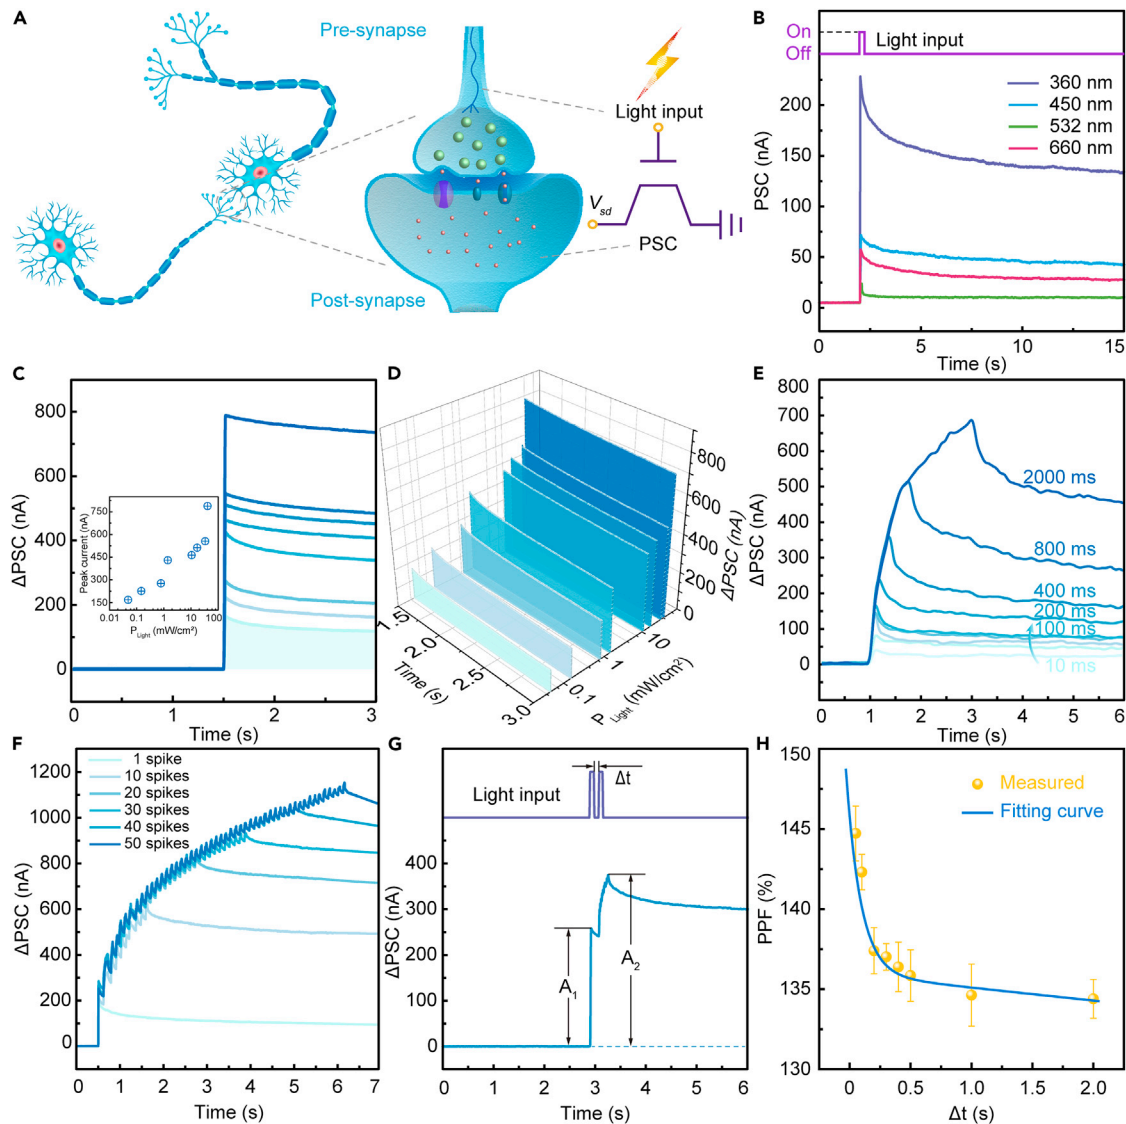 A
Pre-synapse
Light input
V_sd
PSC
Post-synapse
B
On
Off
Light input
360 nm
450 nm
532 nm
660 nm
PSC (nA)
200
150
100
50
0
0
5
10
15
Time (s)
C
ΔPSC (nA)
800
600
400
200
0
Peak current (nA)
750
600
450
300
150
0.01
0.1
1
10
100
P_Light (mW/cm²)
0
1
2
3
Time (s)
D
800
600
400
200
0
ΔPSC (nA)
1.5
2.0
2.5
3.0
Time (s)
0.1
1
10
P_Light (mW/cm²)
E
800
700
600
500
400
300
200
100
0
ΔPSC (nA)
2000 ms
800 ms
400 ms
200 ms
100 ms
10 ms
0
1
2
3
4
5
6
Time (s)
F
1200
1000
800
600
400
200
0
ΔPSC (nA)
1 spike
10 spikes
20 spikes
30 spikes
40 spikes
50 spikes
0
1
2
3
4
5
6
7
Time (s)
G
Light input
Δt
400
300
200
100
0
ΔPSC (nA)
A₁
A₂
0
1
2
3
4
5
6
Time (s)
H
150
145
140
135
130
PPF (%)
Measured
Fitting curve
0
0.5
1.0
1.5
2.0
Δt (s)